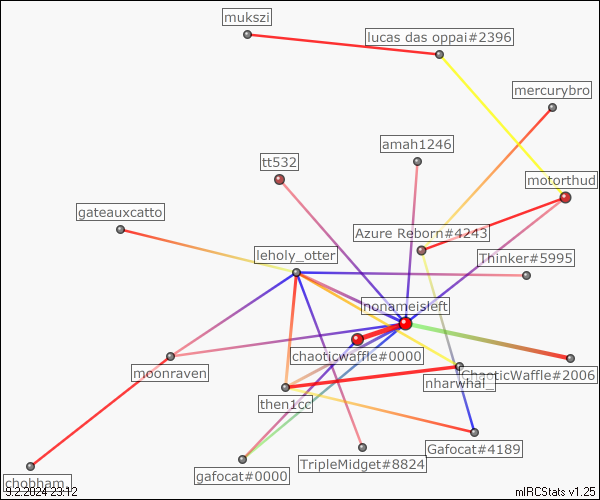 mukszi
lucas das oppai#2396
mercurybro
amah1246
tt532
motorthud
gateauxcatto
Azure Reborn#4243
leholy_otter
Thinker#5995
nonameisleft
chaoticwaffle#0000
moonraven
ChaoticWaffle#2006
nharwhal_
then1cc
Gafocat#4189
TripleMidget#8824
gafocat#0000
chobham_
9.2.2024 23:12
mIRCStats v1.25